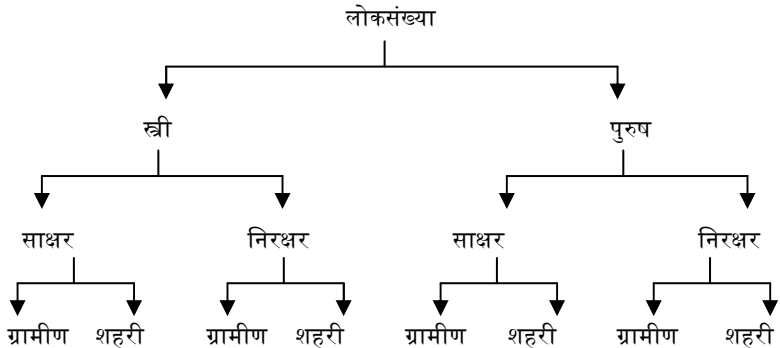 लोकसंख्या
स्त्री पुरुष
साक्षर निरक्षर साक्षर निरक्षर
ग्रामीण शहरी ग्रामीण शहरी ग्रामीण शहरी ग्रामीण शहरी